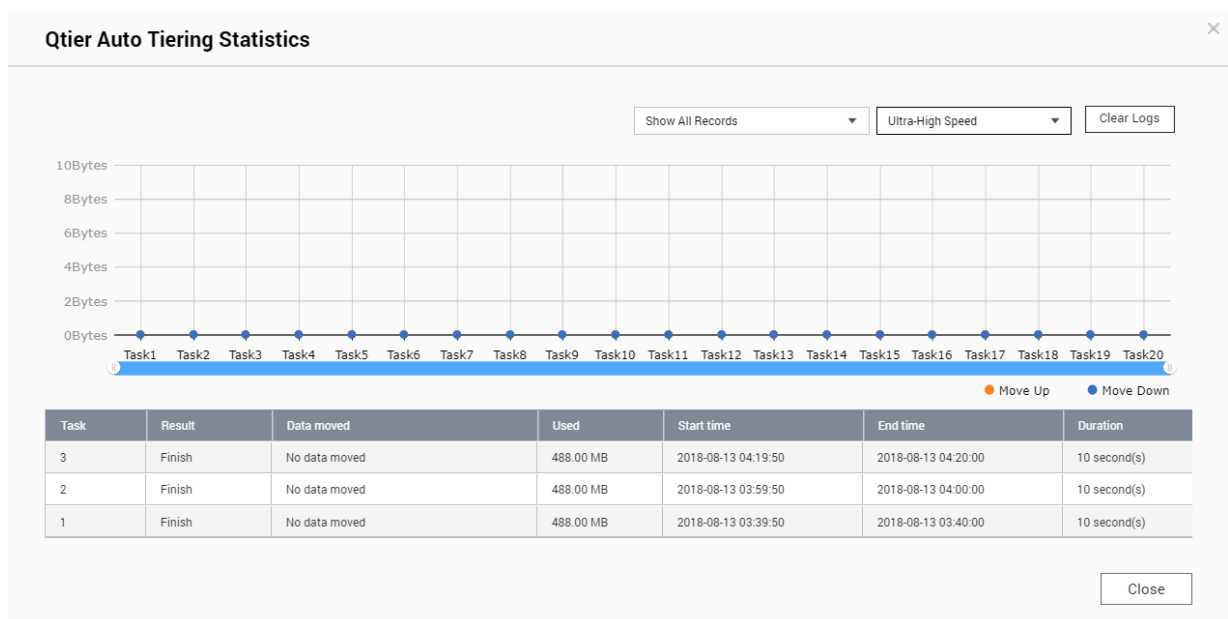 Qtier Auto Tiering Statistics
Show All Records Ultra-High Speed Clear Logs
10Bytes
8Bytes
6Bytes
4Bytes
2Bytes
0Bytes
Task1 Task2 Task3 Task4 Task5 Task6 Task7 Task8 Task9 Task10 Task11 Task12 Task13 Task14 Task15 Task16 Task17 Task18 Task19 Task20
Move Up Move Down
Task Result Data moved Used Start time End time Duration
3 Finish No data moved 488.00 MB 2018-08-13 04:19:50 2018-08-13 04:20:00 10 second(s)
2 Finish No data moved 488.00 MB 2018-08-13 03:59:50 2018-08-13 04:00:00 10 second(s)
1 Finish No data moved 488.00 MB 2018-08-13 03:39:50 2018-08-13 03:40:00 10 second(s)
Close